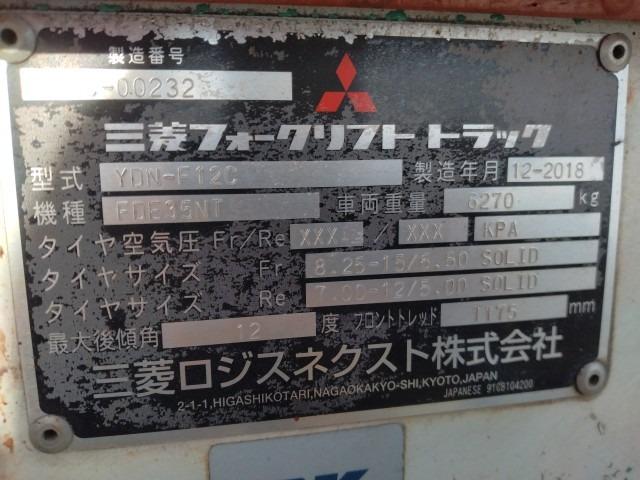 製造番号
-00232
三菱フォークリフトトラック
型式 YDN-F12C 製造年月 12-2018
機種 FDE35NT 車両重量 6270 kg
タイヤ空気圧 Fr/Re XXX / XXX KPA
タイヤサイズ Fr 8.25-15/6.50 SOLID
タイヤサイズ Re 7.00-12/5.00 SOLID
最大後傾角 12 度 フロントトレッド 1175 mm
三菱ロジスネクスト株式会社
2-1-1,HIGASHIKOTARI,NAGAOKAKYO-SHI,KYOTO,JAPAN
JAPANESE 91C8104200